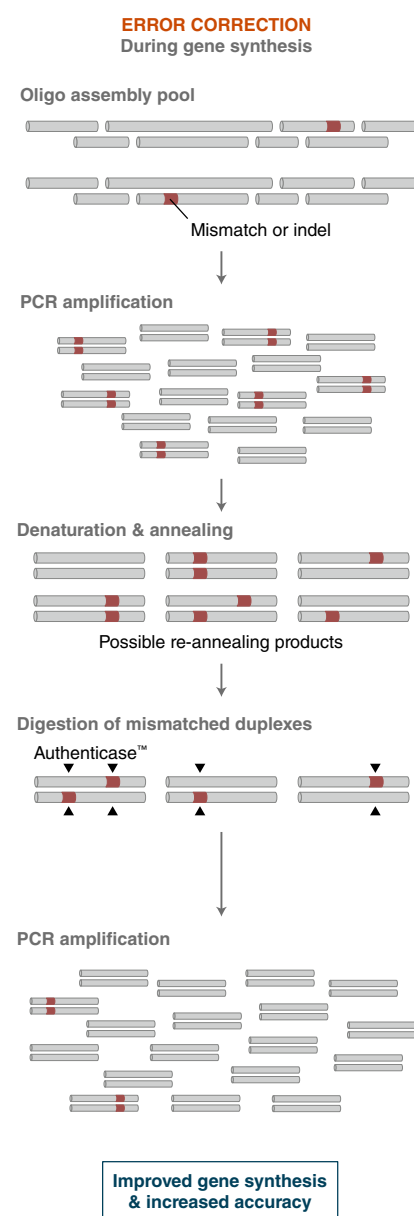 ERROR CORRECTION
During gene synthesis
Oligo assembly pool
Mismatch or indel
PCR amplification
Denaturation & annealing
Possible re-annealing products
Digestion of mismatched duplexes
Authenticase™
PCR amplification
Improved gene synthesis
& increased accuracy